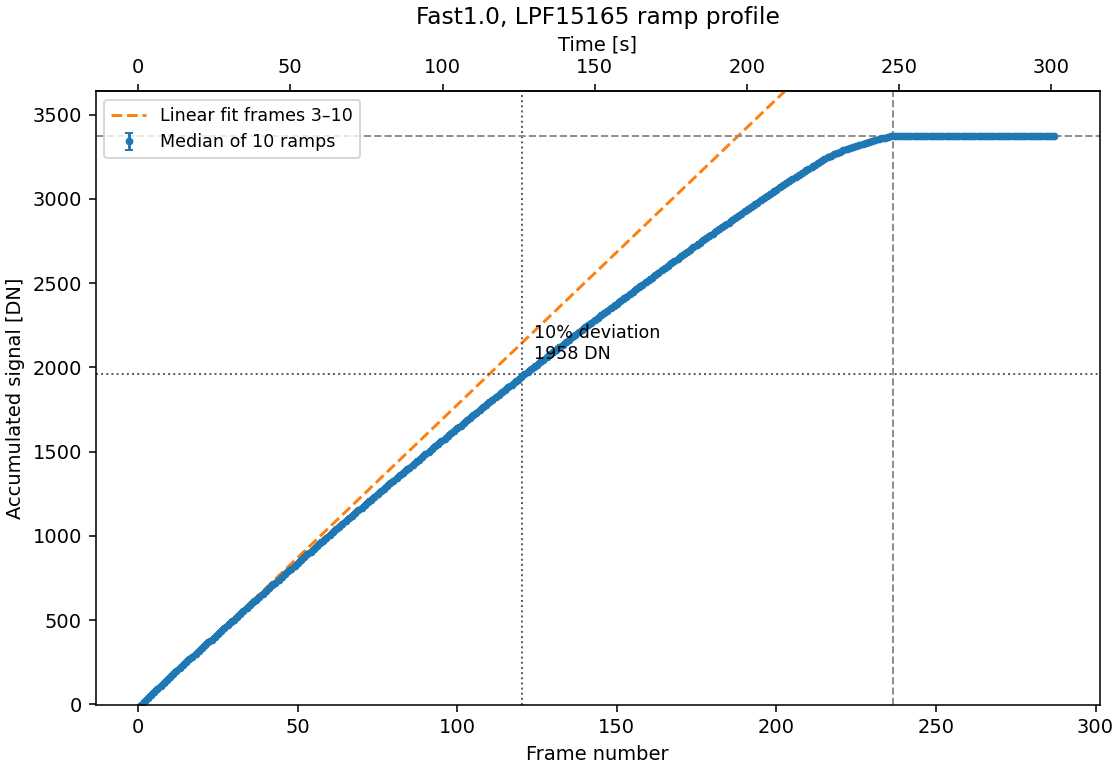 Fast1.0, LPF15165 ramp profile
Time [s]
0 50 100 150 200 250 300
Linear fit frames 3–10
Median of 10 ramps
3500
3000
2500
2000
1500
1000
500
0
Accumulated signal [DN]
10% deviation
1958 DN
0 50 100 150 200 250 300
Frame number